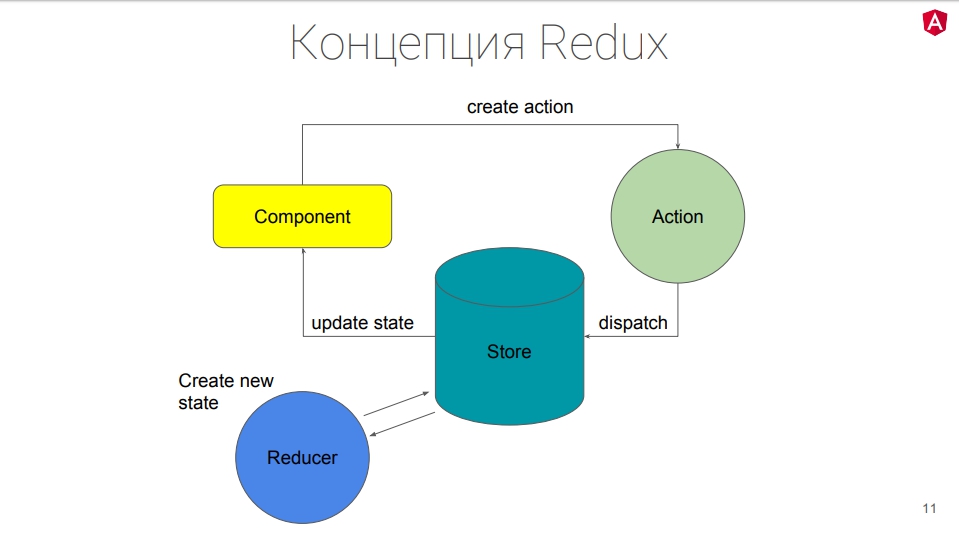 Концепция Redux
create action
Component
Action
update state
dispatch
Store
Create new
state
Reducer
11
A